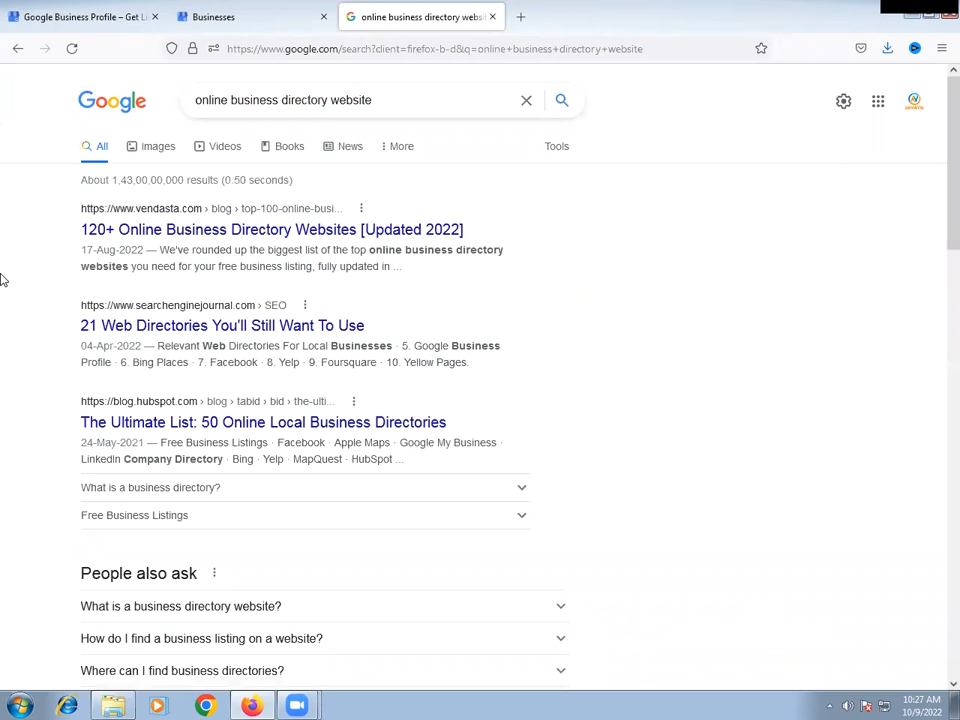 Google Business Profile – Get Li
Businesses
online business directory websit
https://www.google.com/search?client=firefox-b-d&q=online+business+directory+website
Google
online business directory website
All
Images
Videos
Books
News
More
Tools
About 1,43,00,00,000 results (0.50 seconds)
https://www.vendasta.com › blog › top-100-online-busi...
120+ Online Business Directory Websites [Updated 2022]
17-Aug-2022 — We've rounded up the biggest list of the top online business directory
websites you need for your free business listing, fully updated in ...
https://www.searchenginejournal.com › SEO
21 Web Directories You'll Still Want To Use
04-Apr-2022 — Relevant Web Directories For Local Businesses · 5. Google Business
Profile · 6. Bing Places · 7. Facebook · 8. Yelp · 9. Foursquare · 10. Yellow Pages.
https://blog.hubspot.com › blog › tabid › bid › the-ulti...
The Ultimate List: 50 Online Local Business Directories
24-May-2021 — Free Business Listings · Facebook · Apple Maps · Google My Business ·
LinkedIn Company Directory · Bing · Yelp · MapQuest · HubSpot ...
What is a business directory?
Free Business Listings
People also ask
What is a business directory website?
How do I find a business listing on a website?
Where can I find business directories?
10:27 AM
10/9/2022